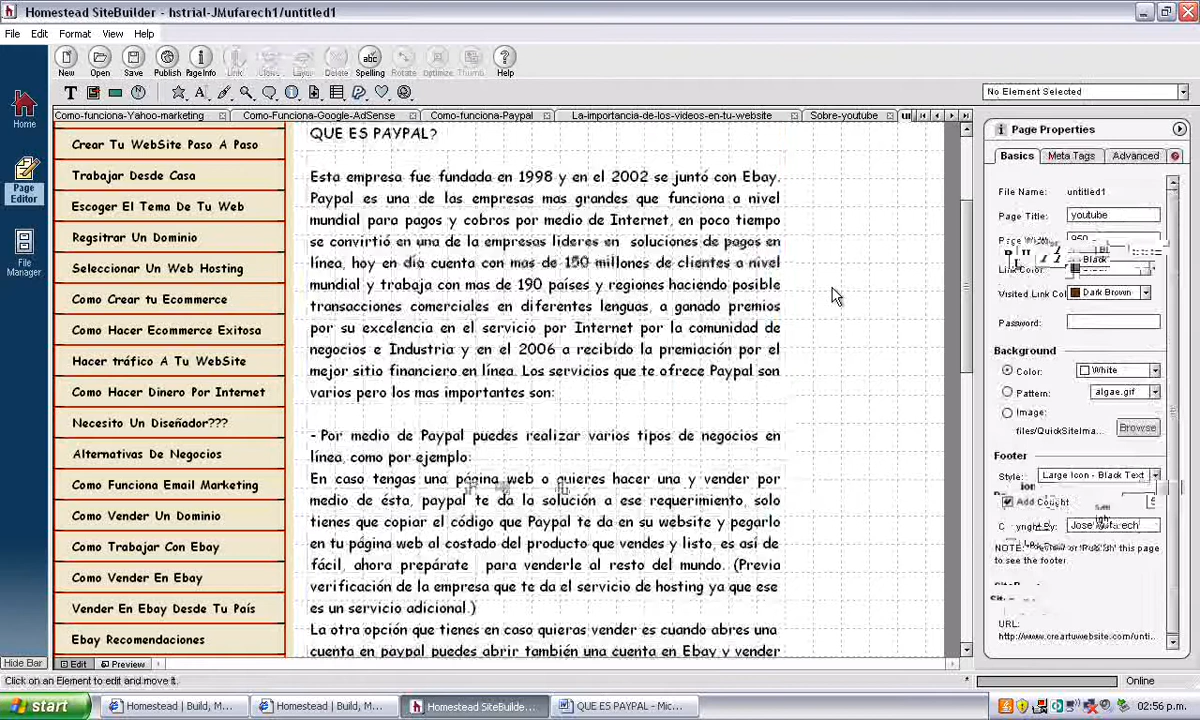 Homestead SiteBuilder - hstrial-JMufarech1/untitled1
File Edit Format View Help
New Open Save Publish PageInfo Link Delete Spelling Rotate Optimize Help
No Element Selected
Como-funciona-Yahoo-marketing Como-Funciona-Google-AdSense Como-funciona-Paypal La-importancia-de-los-videos-en-tu-website Sobre-youtube
Home
Page
Editor
File
Manager
Hide Bar
Crear Tu WebSite Paso A Paso
Trabajar Desde Casa
Escoger El Tema De Tu Web
Regsitrar Un Dominio
Seleccionar Un Web Hosting
Como Crear tu Ecommerce
Como Hacer Ecommerce Exitosa
Hacer tráfico A Tu WebSite
Como Hacer Dinero Por Internet
Necesito Un Diseñador???
Alternativas De Negocios
Como Funciona Email Marketing
Como Vender Un Dominio
Como Trabajar Con Ebay
Como Vender En Ebay
Vender En Ebay Desde Tu País
Ebay Recomendaciones
QUE ES PAYPAL?
Esta empresa fue fundada en 1998 y en el 2002 se juntó con Ebay.
Paypal es una de las empresas mas grandes que funciona a nivel
mundial para pagos y cobros por medio de Internet, en poco tiempo
se convirtió en una de la empresas lideres en soluciones de pagos en
línea, hoy en día cuenta con mas de 150 millones de clientes a nivel
mundial y trabaja con mas de 190 países y regiones haciendo posible
transacciones comerciales en diferentes lenguas, a ganado premios
por su excelencia en el servicio por Internet por la comunidad de
negocios e Industria y en el 2006 a recibido la premiación por el
mejor sitio financiero en línea. Los servicios que te ofrece Paypal son
varios pero los mas importantes son:
- Por medio de Paypal puedes realizar varios tipos de negocios en
línea, como por ejemplo:
En caso tengas una página web o quieres hacer una y vender por
medio de ésta, paypal te da la solución a ese requerimiento, solo
tienes que copiar el código que Paypal te da en su website y pegarlo
en tu página web al costado del producto que vendes y listo, es así de
fácil, ahora prepárate para venderle al resto del mundo. (Previa
verificación de la empresa que te da el servicio de hosting ya que ese
es un servicio adicional.)
La otra opción que tienes en caso quieras vender es cuando abres una
cuenta en paypal puedes abrir también una cuenta en Ebay y vender
Page Properties
Basics Meta Tags Advanced
File Name: untitled1
Page Title: youtube
Page Width 950
Black
Link Color:
Visited Link Col Dark Brown
Password:
Background
Color: White
Pattern: algae.gif
Image:
files/QuickSiteIma... Browse
Footer
Style: Large Icon - Black Text
Jose Mufarech
to see the footer.
URL:
http://www.creartuwebsite.com/unti..
Edit Preview
Click on an Element to edit and move it. Online
start Homestead | Build, M... Homestead | Build, M... Homestead SiteBuilde... QUE ES PAYPAL - Mic... 02:56 p.m.